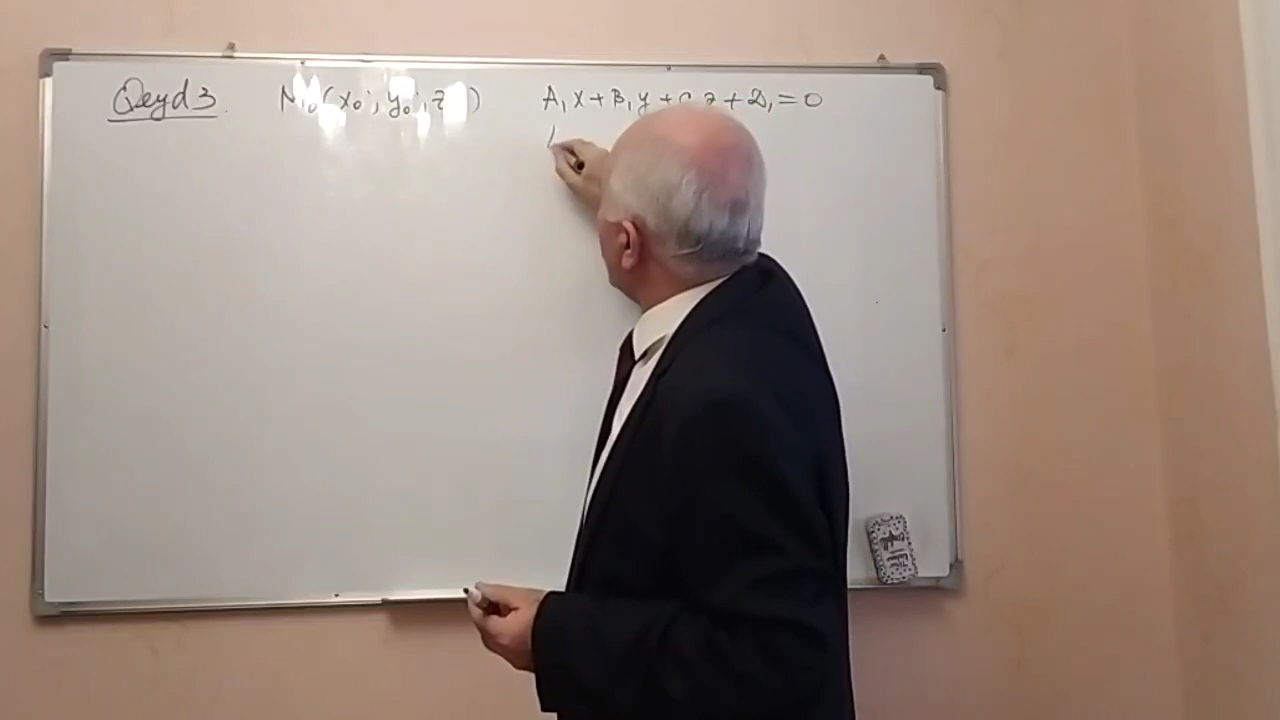 Qeyd 3. M₀(x₀; y₀; z₀) A₁x + B₁y + C₁z + D₁ = 0